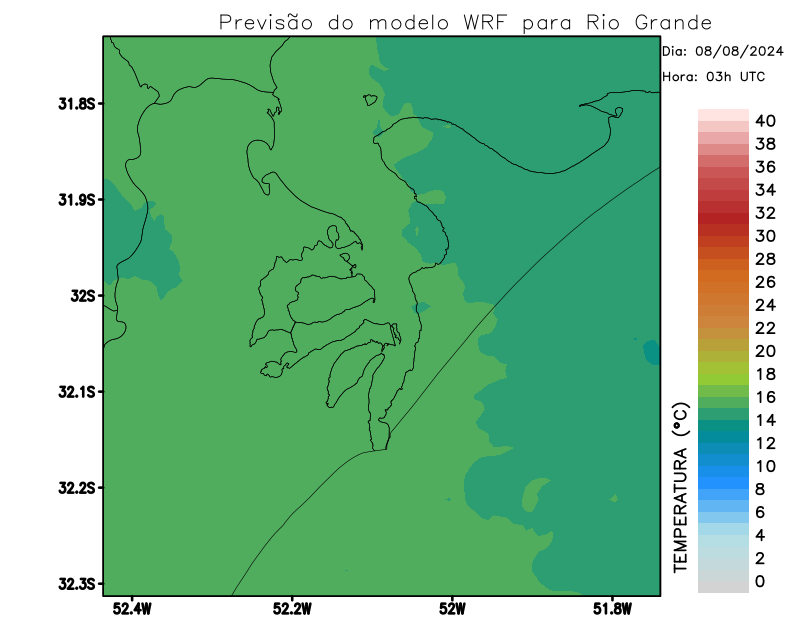 Previsão do modelo WRF para Rio Grande
Dia: 08/08/2024
Hora: 03h UTC
31.8S
31.9S
32S
32.1S
32.2S
32.3S
52.4W
52.2W
52W
51.8W
TEMPERATURA (°C)
40
38
36
34
32
30
28
26
24
22
20
18
16
14
12
10
8
6
4
2
0